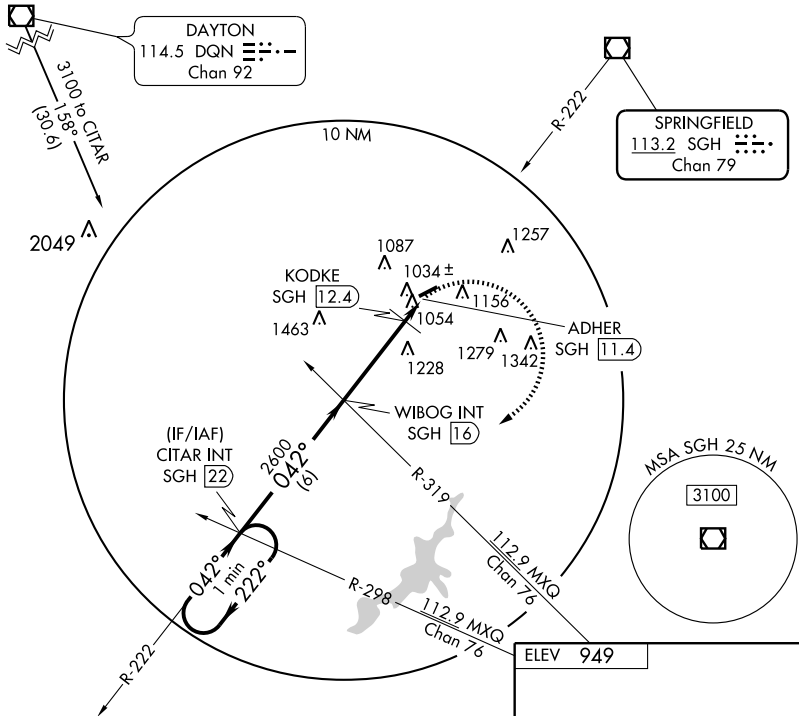 DAYTON
114.5 DQN
Chan 92
3100 to CITAR
158°
(30.6)
R-222
SPRINGFIELD
113.2 SGH
Chan 79
10 NM
2049
1087
1257
1034 ±
KODKE
SGH 12.4
1156
1463
1054
ADHER
SGH 11.4
1228
1279
1342
WIBOG INT
SGH 16
(IF/IAF)
CITAR INT
SGH 22
2600
042°
(6)
R-319
MSA SGH 25 NM
3100
112.9 MXQ
Chan 76
042°
1 min
222°
R-298
112.9 MXQ
Chan 76
R-222
ELEV 949